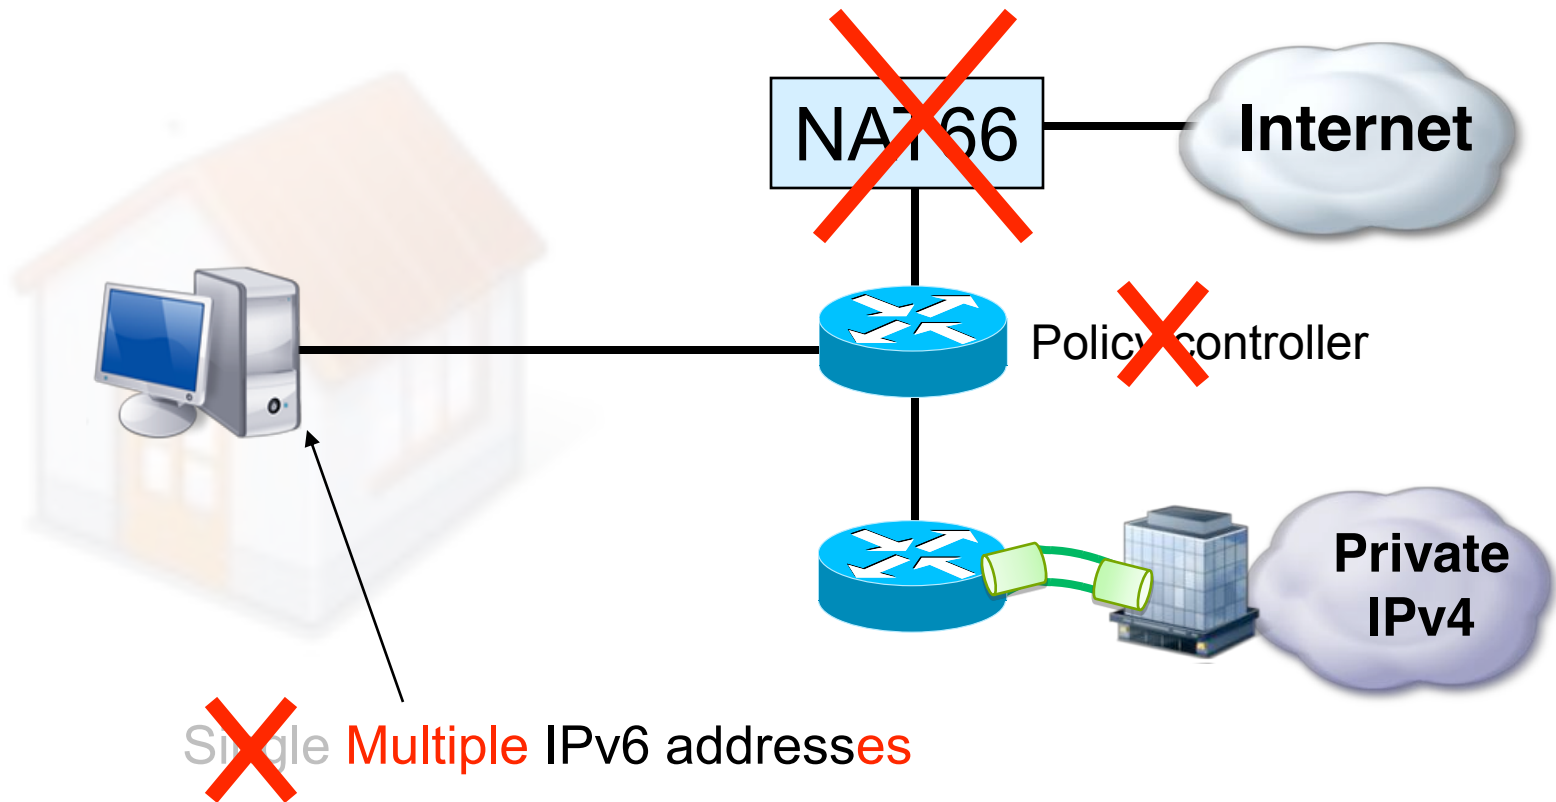 NAT66
Internet
Policy controller
Private
IPv4
Single Multiple IPv6 addresses